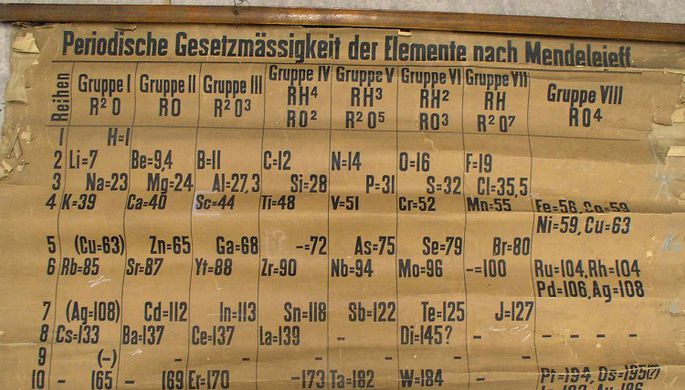 Periodische Gesetzmässigkeit der Elemente nach Mendelejeff.
Reihen Gruppe I Gruppe II Gruppe III Gruppe IV Gruppe V Gruppe VI Gruppe VII Gruppe VIII
RH⁴ RH³ RH² RH
R²O RO R²O³ RO² R²O⁵ RO³ R²O⁷ RO⁴
1 H=1
2 Li=7 Be=9,4 B=11 C=12 N=14 O=16 F=19
3 Na=23 Mg=24 Al=27,3 Si=28 P=31 S=32 Cl=35,5
4 K=39 Ca=40 Sc=44 Ti=48 V=51 Cr=52 Mn=55 Fe=56, Co=59
Ni=59, Cu=63
5 (Cu=63) Zn=65 Ga=68 -=72 As=75 Se=79 Br=80
6 Rb=85 Sr=87 Yt=88 Zr=90 Nb=94 Mo=96 -=100 Ru=104, Rh=104
Pd=106, Ag=108
7 (Ag=108) Cd=112 In=113 Sn=118 Sb=122 Te=125 J=127
8 Cs=133 Ba=137 Ce=137 La=139 - Di=145? - - - - -
9 (-) - - - - - -
10 - 165 - 169 Er=170 -173 Ta=182 W=184 - Pt=194, Os=195(?)